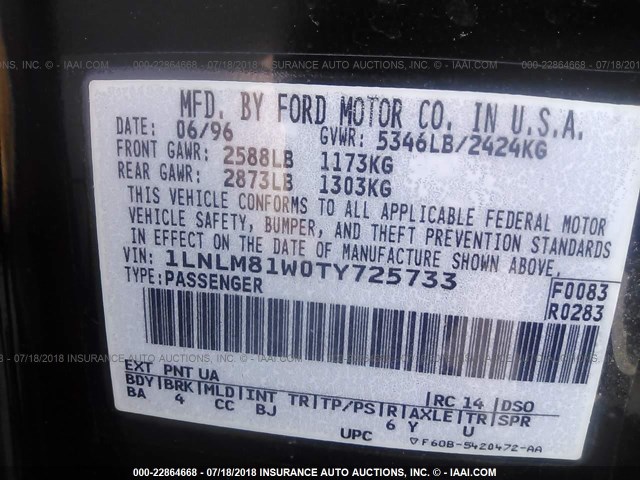 000-22864668 - 07/18/2018 - INSURANCE AUTO AUCTIONS, INC. - IAAI.COM
MFD. BY FORD MOTOR CO. IN U.S.A.
DATE: 06/96 GVWR: 5346LB/2424KG
FRONT GAWR: 2588LB 1173KG
REAR GAWR: 2873LB 1303KG
THIS VEHICLE CONFORMS TO ALL APPLICABLE FEDERAL MOTOR
VEHICLE SAFETY, BUMPER, AND THEFT PREVENTION STANDARDS
IN EFFECT ON THE DATE OF MANUFACTURE SHOWN ABOVE.
VIN: 1LNLM81W0TY725733
TYPE: PASSENGER
F0083
R0283
EXT PNT UA RC 14 DSO
BDY BRK MLD INT TR TP/PS R AXLE TR SPR
BA 4 CC BJ 6 Y U
UPC ▽F60B-5420472-AA
000-22864668 - 07/18/2018 - INSURANCE AUTO AUCTIONS, INC. - IAAI.COM